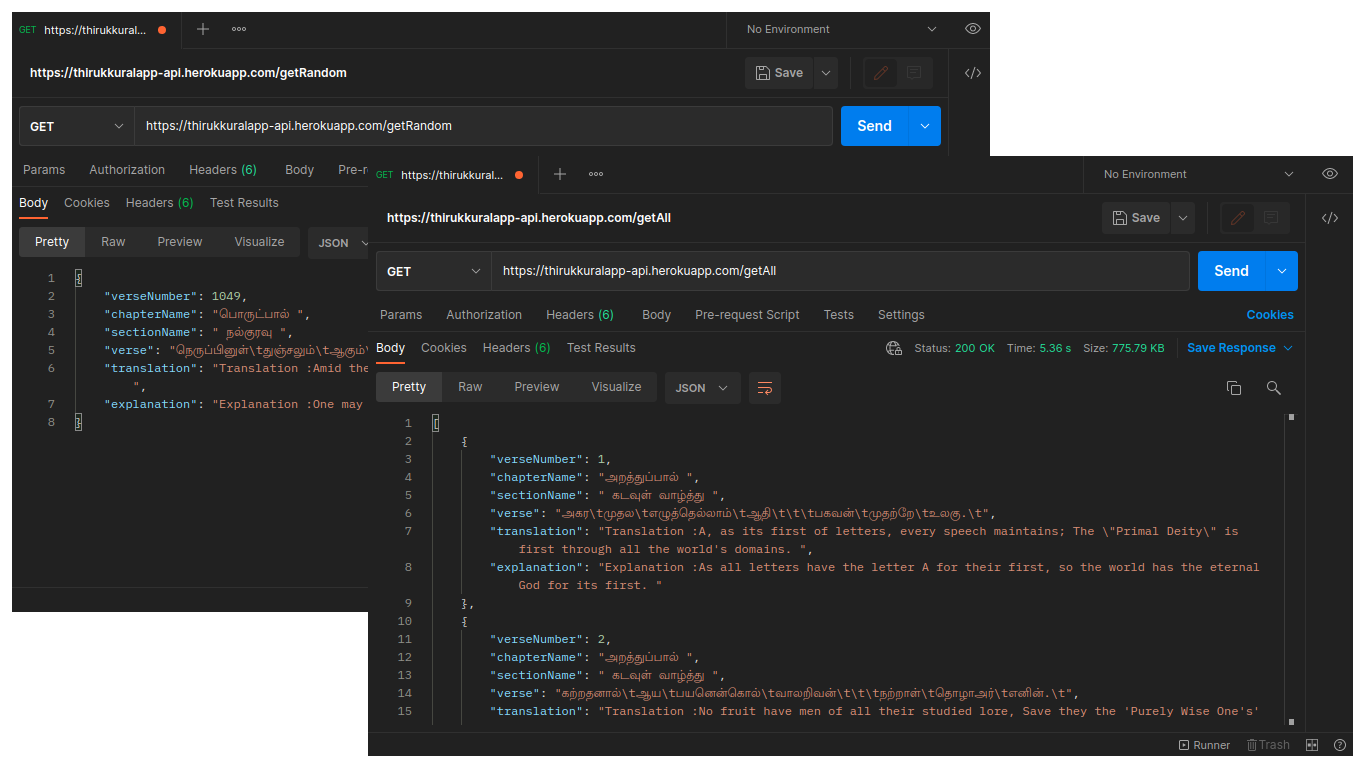 GET https://thirukkural...
No Environment
https://thirukkuralapp-api.herokuapp.com/getRandom
Save
</>
GET https://thirukkuralapp-api.herokuapp.com/getRandom
Send
Params Authorization Headers (6) Body Pre-r
Body Cookies Headers (6) Test Results
Pretty Raw Preview Visualize JSON
1 {
2 "verseNumber": 1049,
3 "chapterName": "பொருட்பால் ",
4 "sectionName": " நல்குரவு ",
5 "verse": "நெருப்பினுள்\tதுஞ்சலும்\tஆகும்\
6 "translation": "Translation :Amid the
",
7 "explanation": "Explanation :One may
8 }
GET https://thirukkural...
No Environment
https://thirukkuralapp-api.herokuapp.com/getAll
Save
</>
GET https://thirukkuralapp-api.herokuapp.com/getAll
Send
Params Authorization Headers (6) Body Pre-request Script Tests Settings Cookies
Body Cookies Headers (6) Test Results Status: 200 OK Time: 5.36 s Size: 775.79 KB Save Response
Pretty Raw Preview Visualize JSON
1 [
2 {
3 "verseNumber": 1,
4 "chapterName": "அறத்துப்பால் ",
5 "sectionName": " கடவுள் வாழ்த்து ",
6 "verse": "அகர\tமுதல\tஎழுத்தெல்லாம்\tஆதி\t\t\tபகவன்\tமுதற்றே\tஉலகு.\t",
7 "translation": "Translation :A, as its first of letters, every speech maintains; The \"Primal Deity\" is
first through all the world's domains. ",
8 "explanation": "Explanation :As all letters have the letter A for their first, so the world has the eternal
God for its first. "
9 },
10 {
11 "verseNumber": 2,
12 "chapterName": "அறத்துப்பால் ",
13 "sectionName": " கடவுள் வாழ்த்து ",
14 "verse": "கற்றதனால்\tஆய\tபயனென்கொல்\tவாலறிவன்\t\t\tநற்றாள்\tதொழாஅர்\tஎனின்.\t",
15 "translation": "Translation :No fruit have men of all their studied lore, Save they the 'Purely Wise One's'
Runner Trash